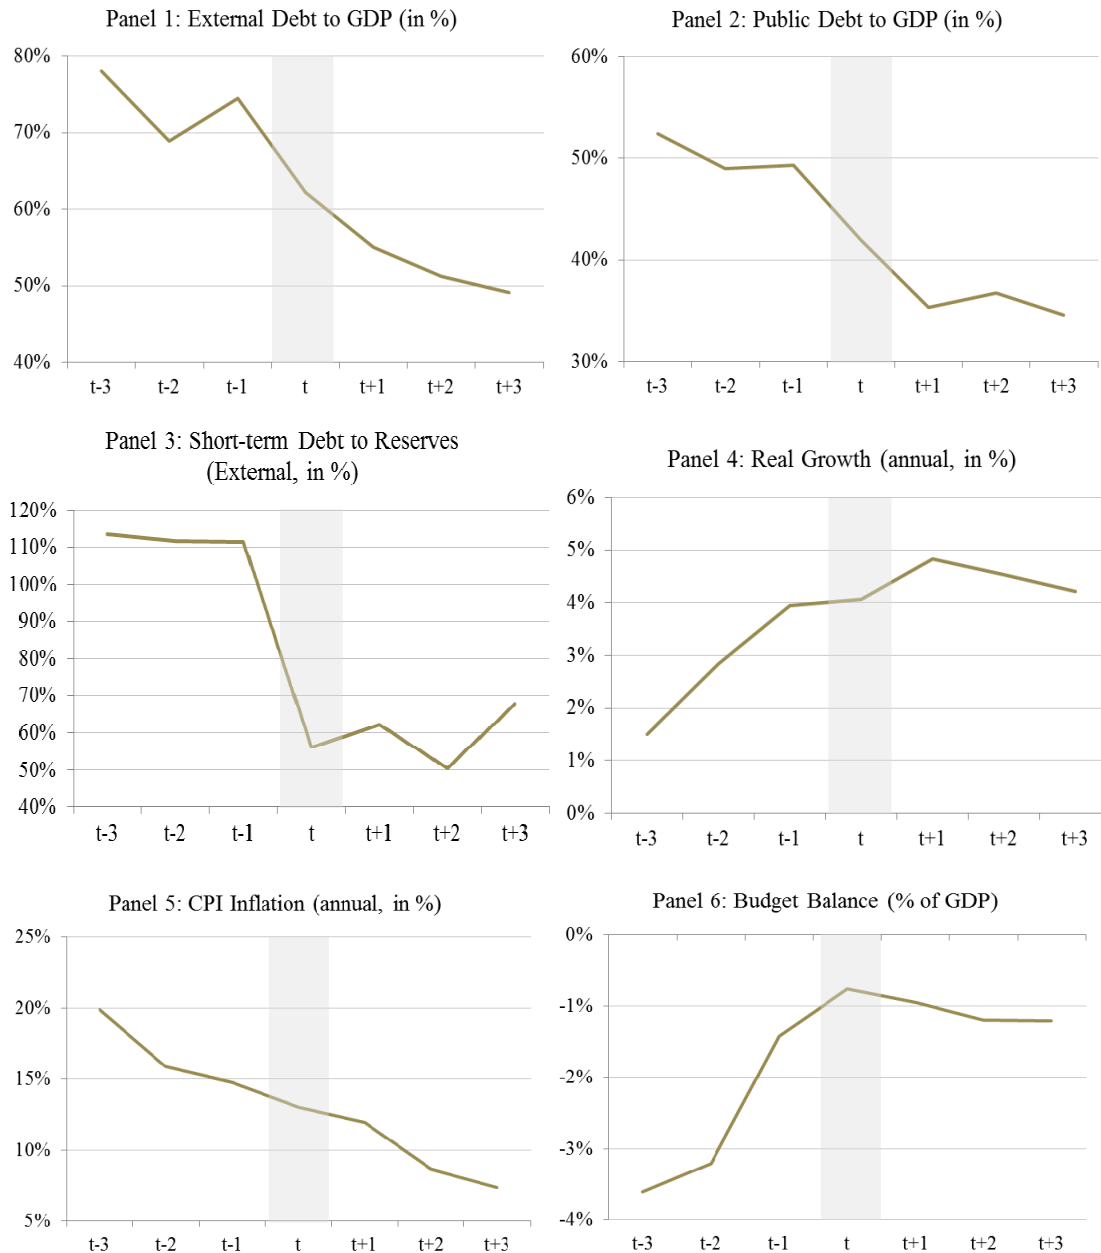 Panel 1: External Debt to GDP (in %)
80%
70%
60%
50%
40%
t-3 t-2 t-1 t t+1 t+2 t+3
Panel 2: Public Debt to GDP (in %)
60%
50%
40%
30%
t-3 t-2 t-1 t t+1 t+2 t+3
Panel 3: Short-term Debt to Reserves
(External, in %)
120%
110%
100%
90%
80%
70%
60%
50%
40%
t-3 t-2 t-1 t t+1 t+2 t+3
Panel 4: Real Growth (annual, in %)
6%
5%
4%
3%
2%
1%
0%
t-3 t-2 t-1 t t+1 t+2 t+3
Panel 5: CPI Inflation (annual, in %)
25%
20%
15%
10%
5%
t-3 t-2 t-1 t t+1 t+2 t+3
Panel 6: Budget Balance (% of GDP)
0%
-1%
-2%
-3%
-4%
t-3 t-2 t-1 t t+1 t+2 t+3